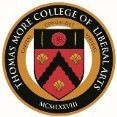 THOMAS MORE COLLEGE OF LIBERAL ARTS
MCMLXXVIII